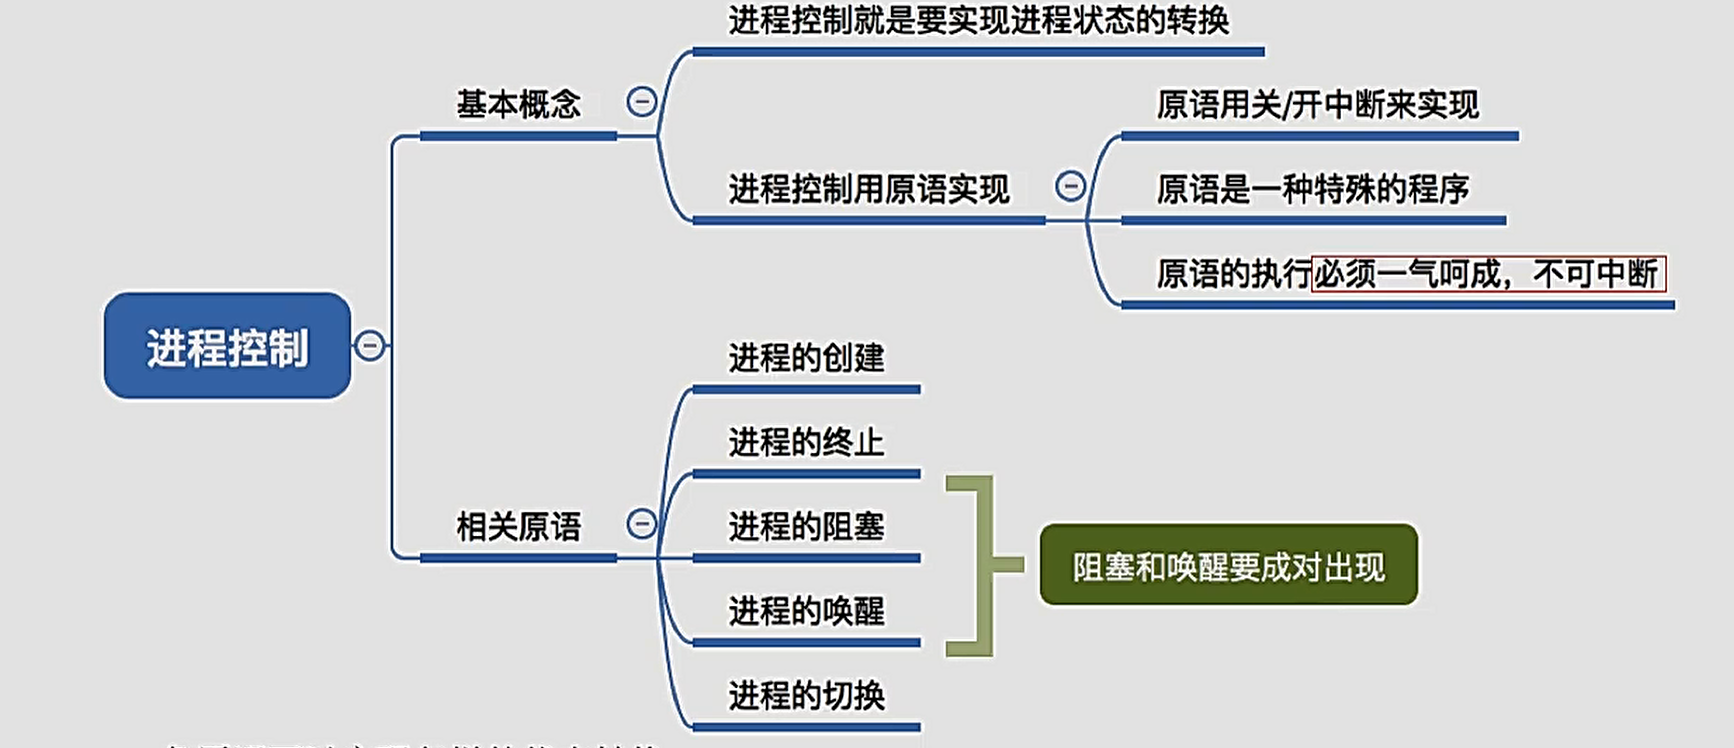 进程控制
基本概念
进程控制就是要实现进程状态的转换
进程控制用原语实现
原语用关/开中断来实现
原语是一种特殊的程序
原语的执行必须一气呵成，不可中断
相关原语
进程的创建
进程的终止
进程的阻塞
进程的唤醒
进程的切换
阻塞和唤醒要成对出现